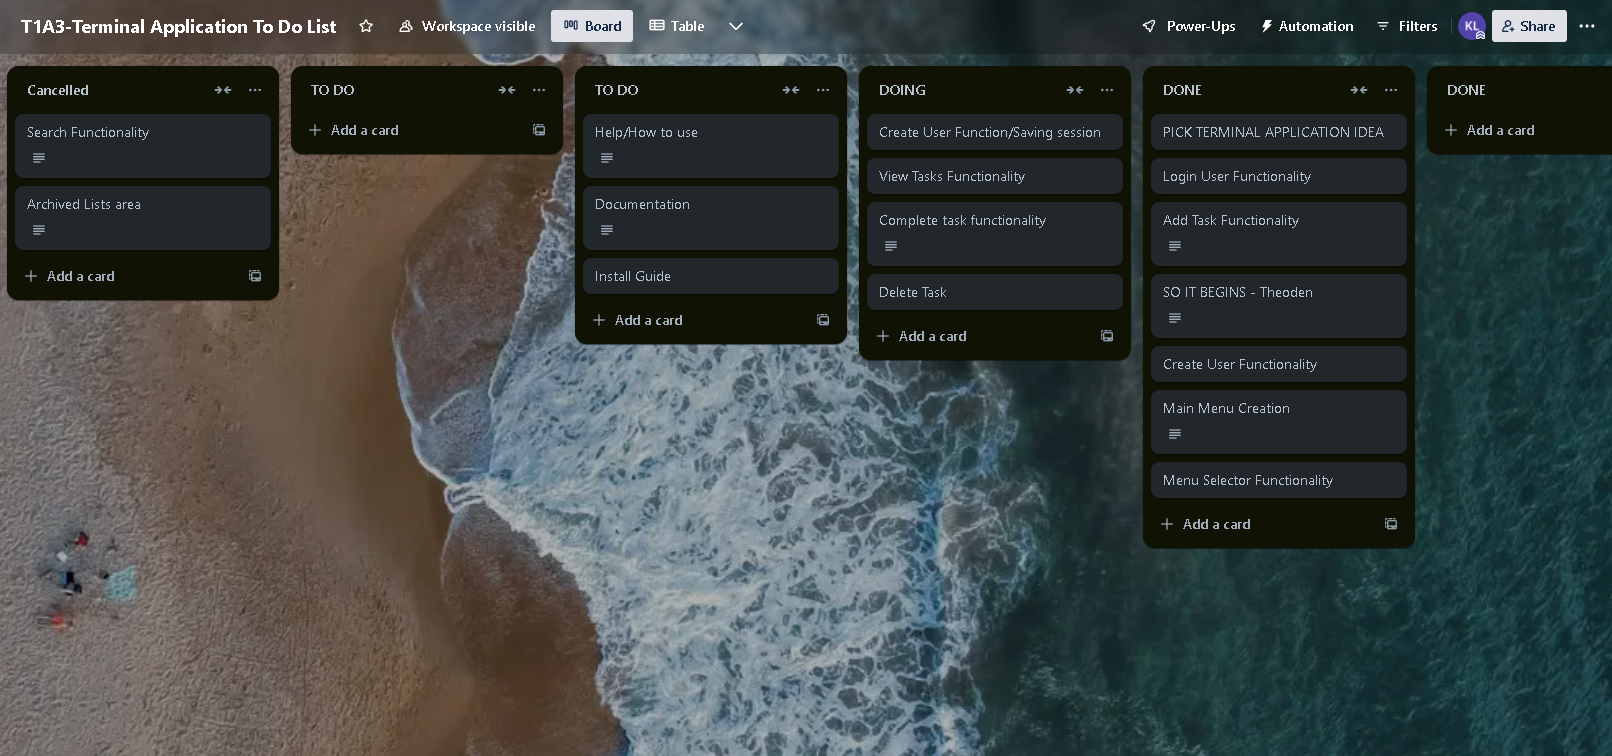 T1A3-Terminal Application To Do List
Workspace visible
Board
Table
Power-Ups
Automation
Filters
KL
Share
Cancelled
Search Functionality
Archived Lists area
Add a card
TO DO
Add a card
TO DO
Help/How to use
Documentation
Install Guide
Add a card
DOING
Create User Function/Saving session
View Tasks Functionality
Complete task functionality
Delete Task
Add a card
DONE
PICK TERMINAL APPLICATION IDEA
Login User Functionality
Add Task Functionality
SO IT BEGINS - Theoden
Create User Functionality
Main Menu Creation
Menu Selector Functionality
Add a card
DONE
Add a card